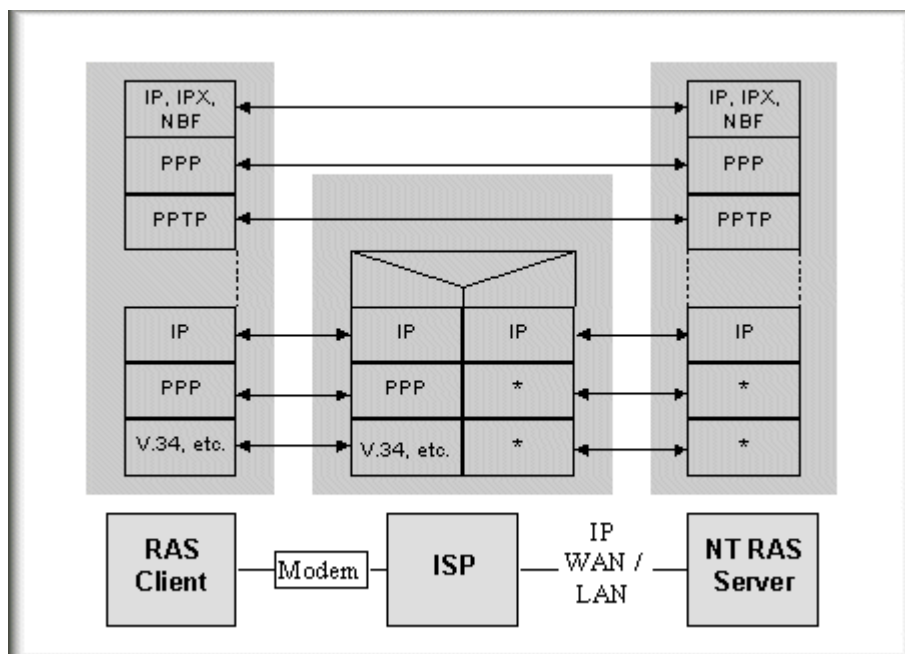 IP, IPX,
NBF
IP, IPX,
NBF
PPP
PPP
PPTP
PPTP
IP
IP
IP
IP
PPP
PPP
*
*
V.34, etc.
V.34, etc.
*
*
RAS
Client
Modem
ISP
IP
WAN /
LAN
NT RAS
Server